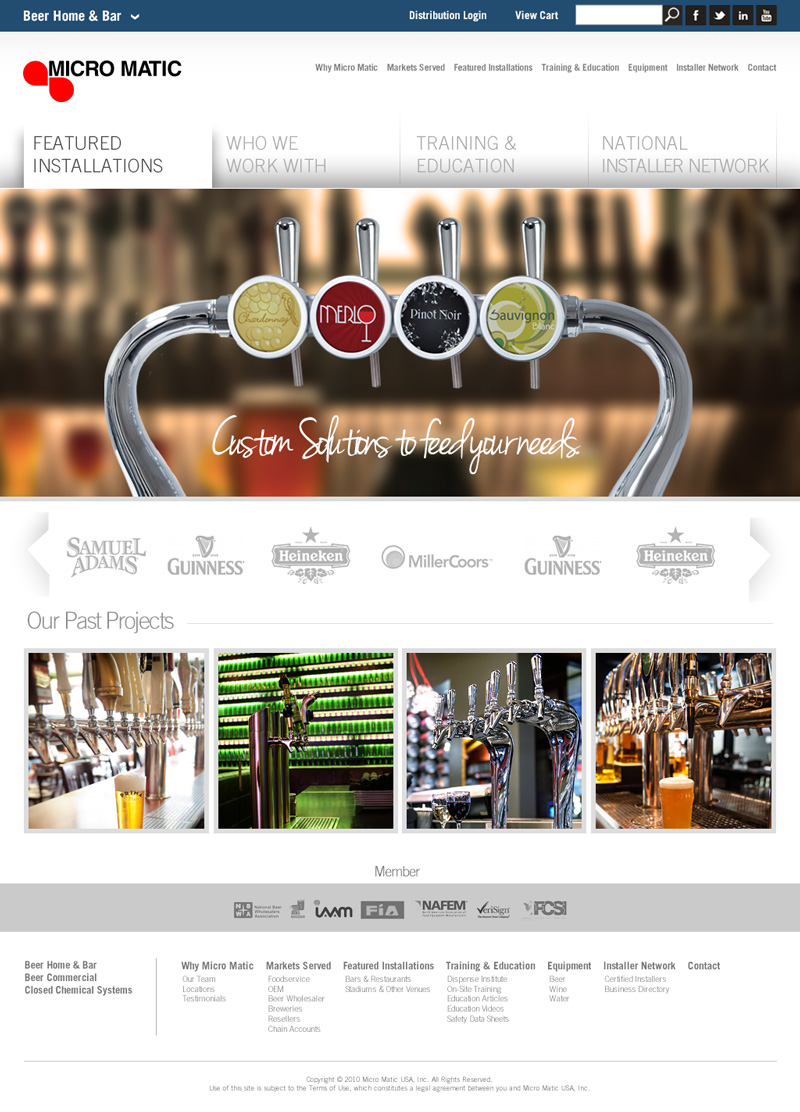 Beer Home & Bar
Distribution Login
View Cart
You Tube
MICRO MATIC
Why Micro Matic Markets Served Featured Installations Training & Education Equipment Installer Network Contact
FEATURED
INSTALLATIONS
WHO WE
WORK WITH
TRAINING &
EDUCATION
NATIONAL
INSTALLER NETWORK
Chardonnay
MERLO
Pinot Noir
Sauvignon
Blanc
Custom Solutions to feed your needs.
SAMUEL
ADAMS
GUINNESS
Heineken
MillerCoors
GUINNESS
Heineken
Our Past Projects
Member
National Beer
Wholesalers
Association
FiA
NAFEM
VeriSign
FCSI
Beer Home & Bar
Beer Commercial
Closed Chemical Systems
Why Micro Matic
Our Team
Locations
Testimonials
Markets Served
Foodservice
OEM
Beer Wholesaler
Breweries
Resellers
Chain Accounts
Featured Installations
Bars & Restaurants
Stadiums & Other Venues
Training & Education
Dispense Institute
On-Site Training
Education Articles
Education Videos
Safety Data Sheets
Equipment
Beer
Wine
Water
Installer Network
Certified Installers
Business Directory
Contact
Copyright © 2010 Micro Matic USA, Inc. All Rights Reserved.
Use of this site is subject to the Terms of Use, which constitutes a legal agreement between you and Micro Matic USA, Inc.